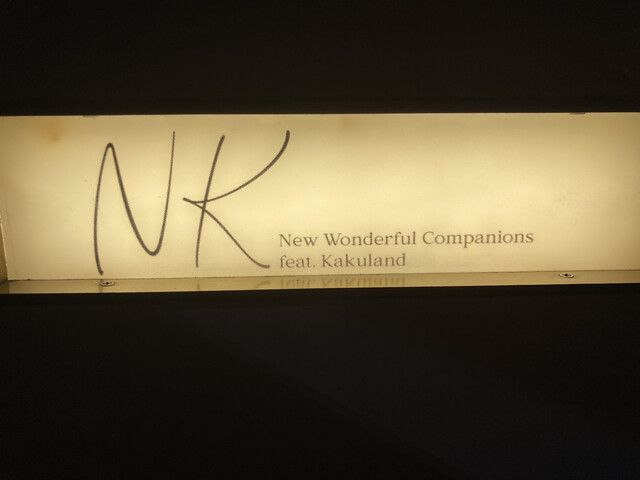 NK
New Wonderful Companions
feat. Kakuland